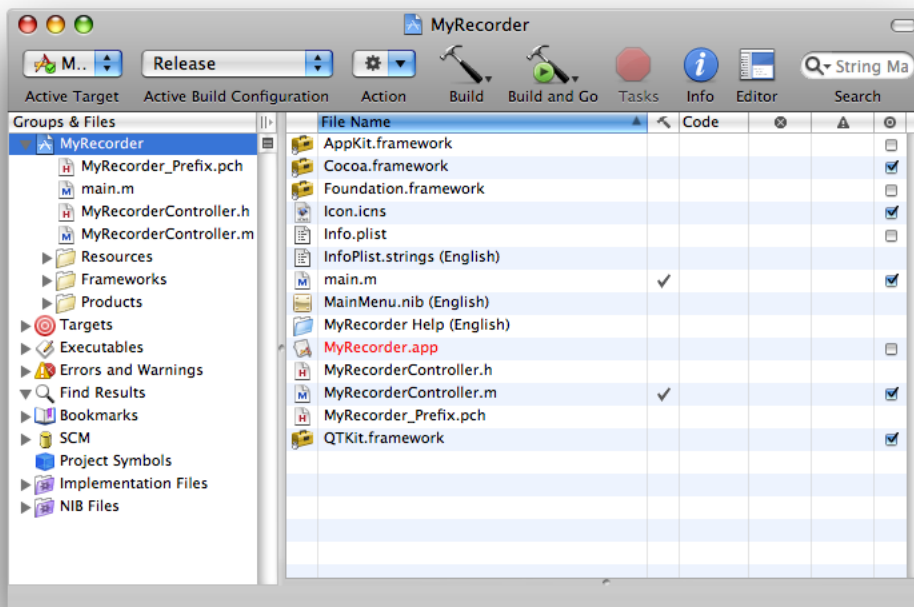 MyRecorder
M..
Release
String Ma
Active Target
Active Build Configuration
Action
Build
Build and Go
Tasks
Info
Editor
Search
Groups & Files
MyRecorder
MyRecorder_Prefix.pch
main.m
MyRecorderController.h
MyRecorderController.m
Resources
Frameworks
Products
Targets
Executables
Errors and Warnings
Find Results
Bookmarks
SCM
Project Symbols
Implementation Files
NIB Files
File Name
Code
AppKit.framework
Cocoa.framework
Foundation.framework
Icon.icns
Info.plist
InfoPlist.strings (English)
main.m
MainMenu.nib (English)
MyRecorder Help (English)
MyRecorder.app
MyRecorderController.h
MyRecorderController.m
MyRecorder_Prefix.pch
QTKit.framework